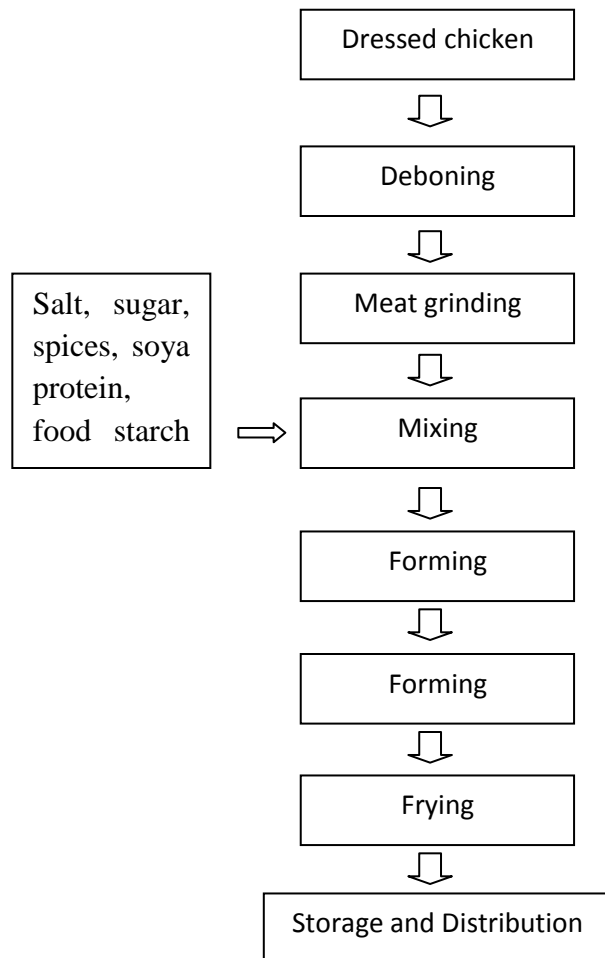 Dressed chicken
Deboning
Meat grinding
Salt, sugar,
spices, soya
protein,
food starch
Mixing
Forming
Forming
Frying
Storage and Distribution